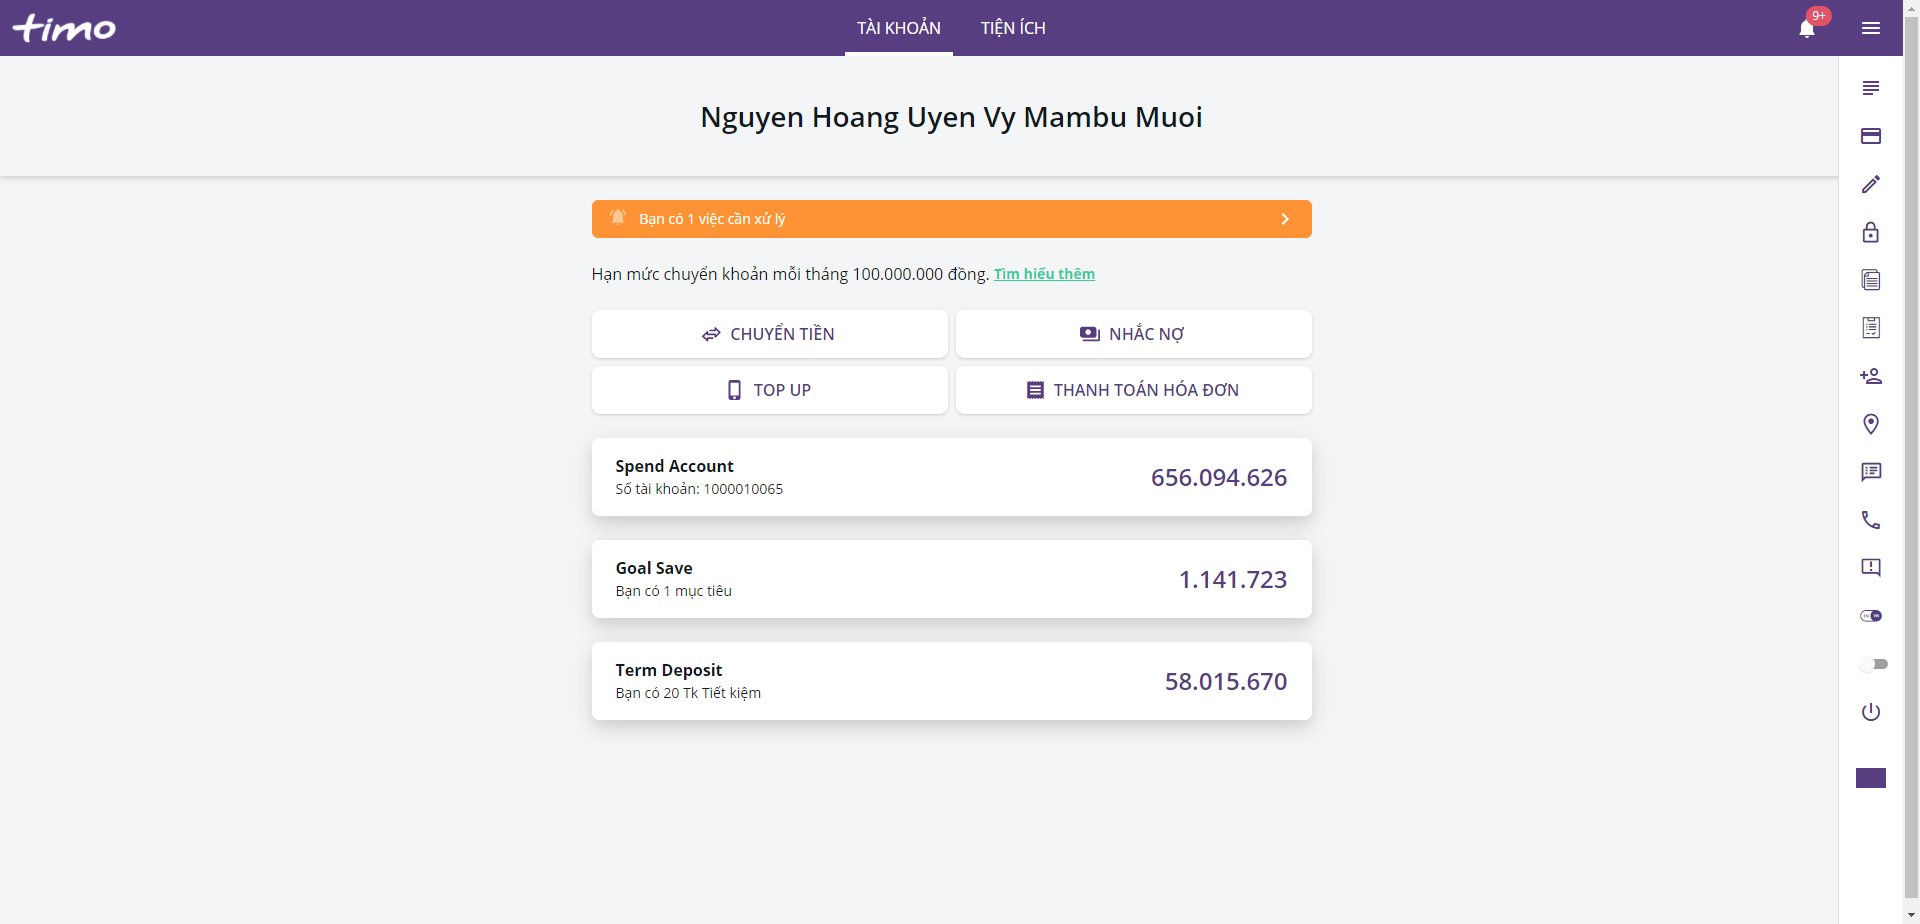 timo
TÀI KHOẢN
TIỆN ÍCH
9+
Nguyen Hoang Uyen Vy Mambu Muoi
Bạn có 1 việc cần xử lý
Hạn mức chuyển khoản mỗi tháng 100.000.000 đồng. Tìm hiểu thêm
CHUYỂN TIỀN
NHẮC NỢ
TOP UP
THANH TOÁN HÓA ĐƠN
Spend Account
Số tài khoản: 1000010065
656.094.626
Goal Save
Bạn có 1 mục tiêu
1.141.723
Term Deposit
Bạn có 20 Tk Tiết kiệm
58.015.670